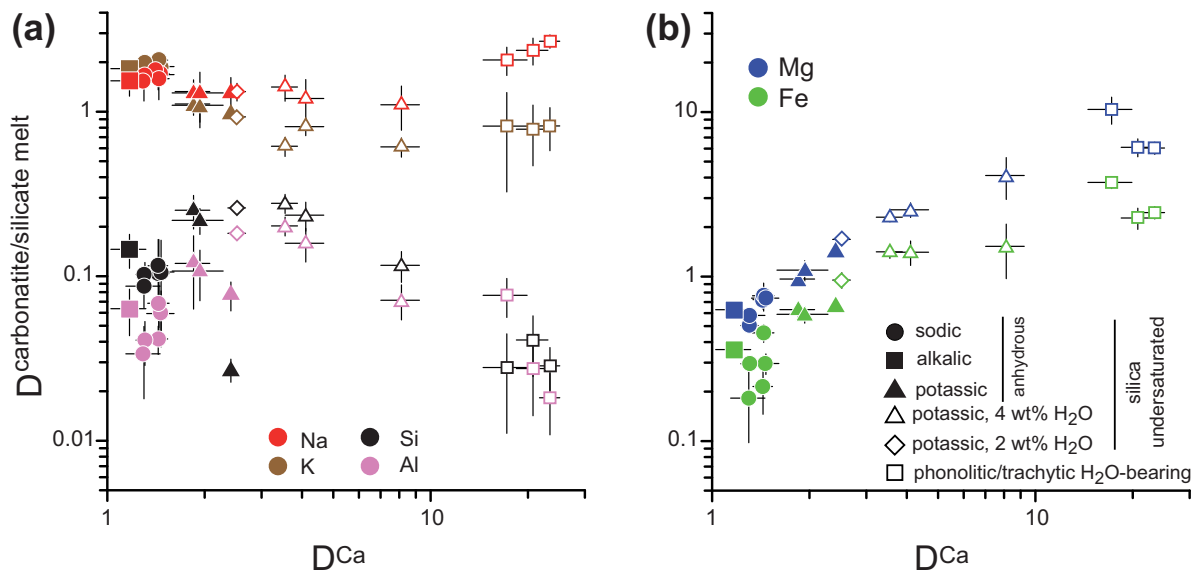 (a)
D^carbonatite/silicate melt
1
0.1
0.01
Na
K
Si
Al
1
10
D^Ca
(b)
Mg
Fe
10
1
0.1
sodic
alkalic
potassic
anhydrous
potassic, 4 wt% H₂O
potassic, 2 wt% H₂O
silica
undersaturated
phonolitic/trachytic H₂O-bearing
1
10
D^Ca